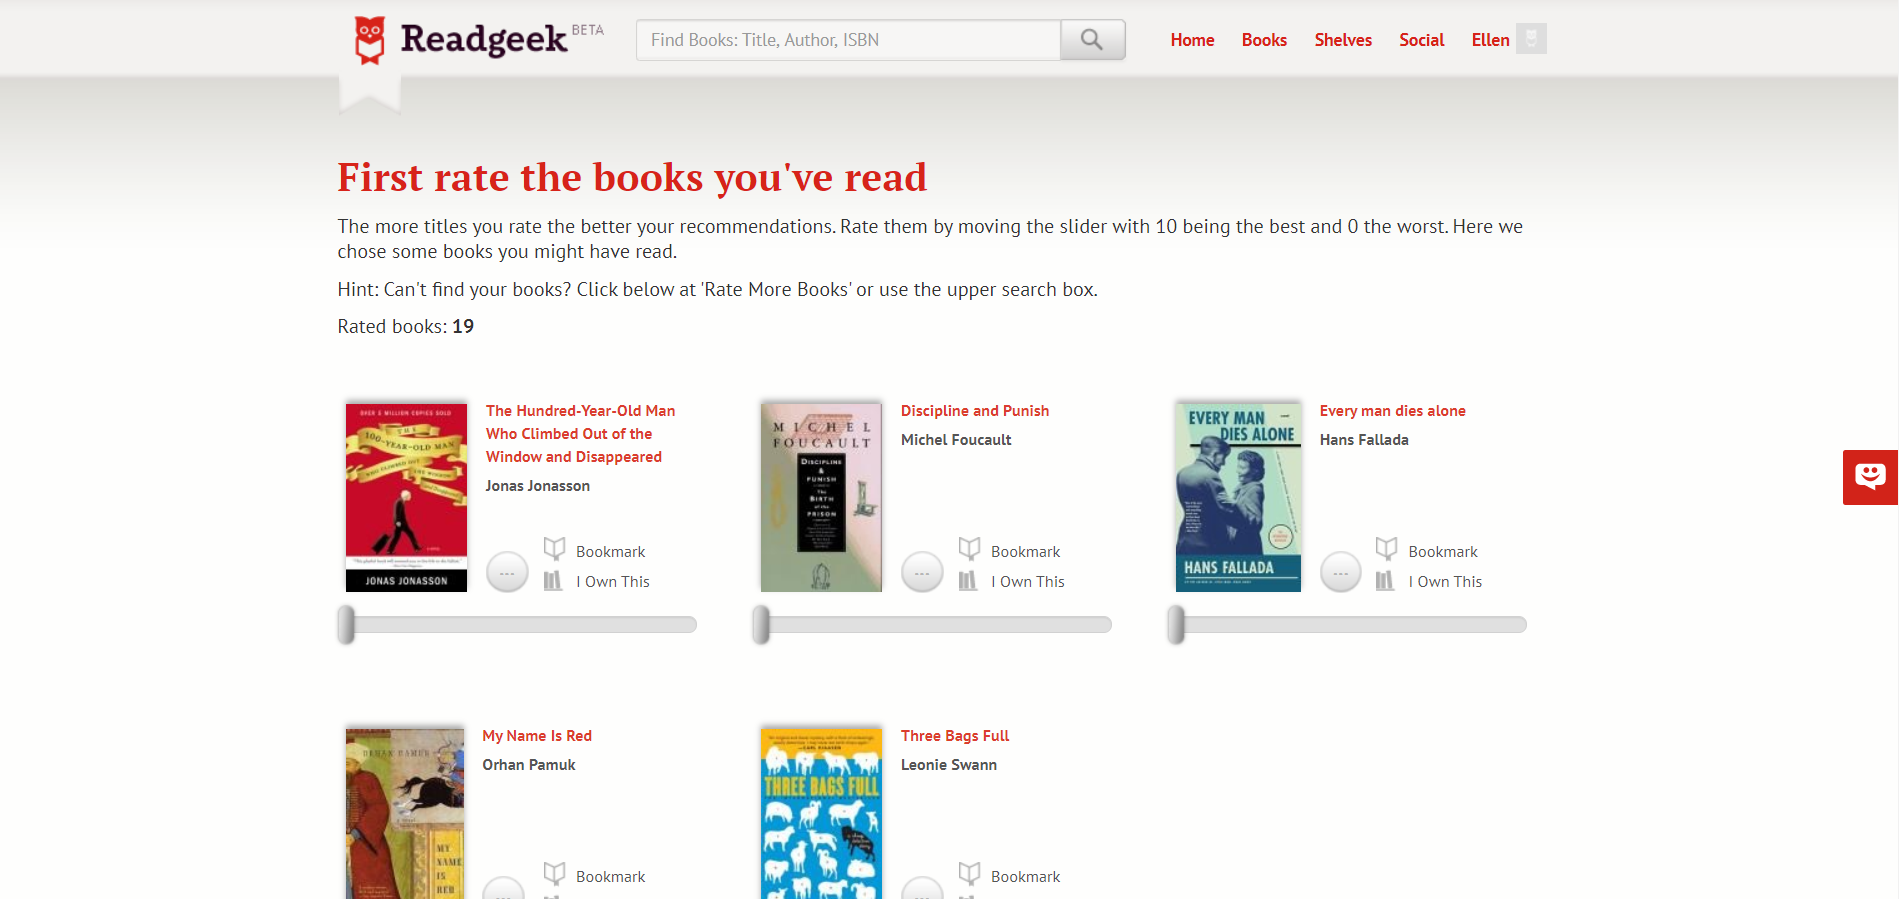 Readgeek BETA
Find Books: Title, Author, ISBN
Home Books Shelves Social Ellen
First rate the books you've read
The more titles you rate the better your recommendations. Rate them by moving the slider with 10 being the best and 0 the worst. Here we
chose some books you might have read.
Hint: Can't find your books? Click below at 'Rate More Books' or use the upper search box.
Rated books: 19
OVER 3 MILLION COPIES SOLD
THE
100-YEAR-OLD MAN
WHO CLIMBED OUT
THE WINDOW
JONAS JONASSON
The Hundred-Year-Old Man
Who Climbed Out of the
Window and Disappeared
Jonas Jonasson
...
Bookmark
I Own This
MICHEL
FOUCAULT
DISCIPLINE
&
PUNISH
The
BIRTH
of the
PRISON
Discipline and Punish
Michel Foucault
...
Bookmark
I Own This
EVERY MAN
DIES ALONE
HANS FALLADA
Every man dies alone
Hans Fallada
...
Bookmark
I Own This
ORHAN PAMUK
MY
NAME
IS
RED
My Name Is Red
Orhan Pamuk
Bookmark
THREE BAGS FULL
Three Bags Full
Leonie Swann
Bookmark